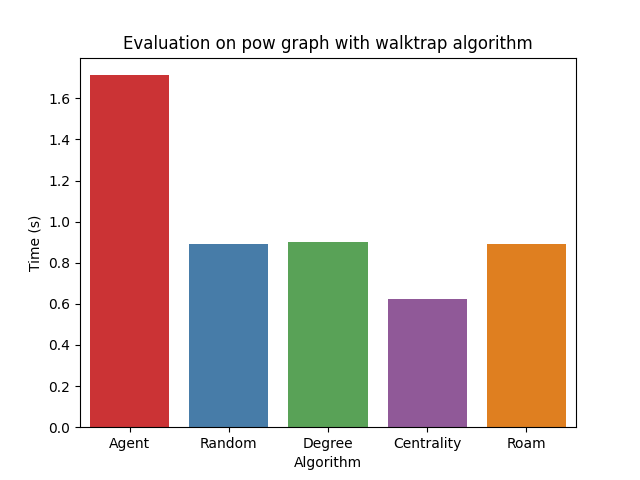 Evaluation on pow graph with walktrap algorithm
Time (s)
1.6
1.4
1.2
1.0
0.8
0.6
0.4
0.2
0.0
Agent Random Degree Centrality Roam
Algorithm